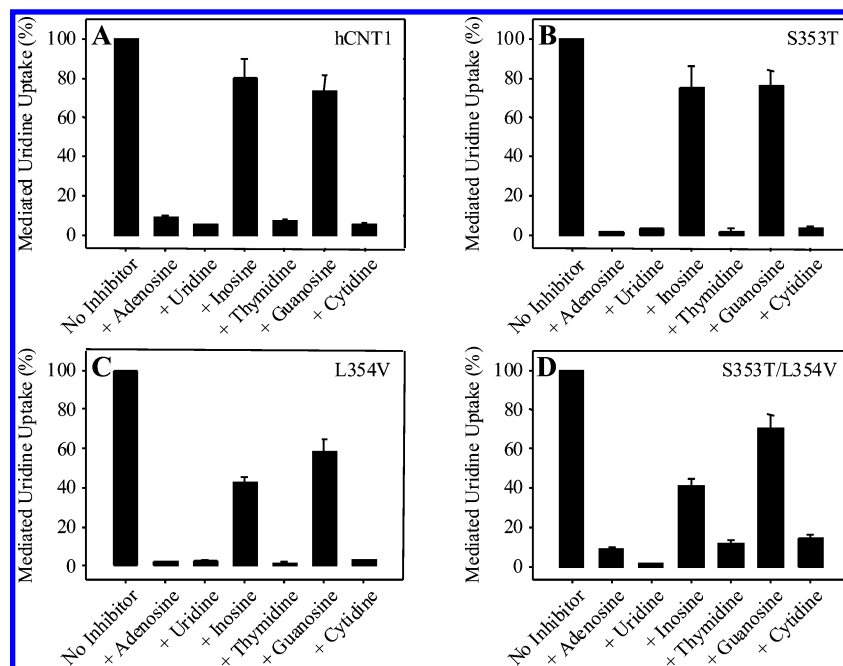 A
hCNT1
Mediated Uridine Uptake (%)
100
80
60
40
20
0
No Inhibitor
+ Adenosine
+ Uridine
+ Inosine
+ Thymidine
+ Guanosine
+ Cytidine
B
S353T
Mediated Uridine Uptake (%)
100
80
60
40
20
0
No Inhibitor
+ Adenosine
+ Uridine
+ Inosine
+ Thymidine
+ Guanosine
+ Cytidine
C
L354V
Mediated Uridine Uptake (%)
100
80
60
40
20
0
No Inhibitor
+ Adenosine
+ Uridine
+ Inosine
+ Thymidine
+ Guanosine
+ Cytidine
D
S353T/L354V
Mediated Uridine Uptake (%)
100
80
60
40
20
0
No Inhibitor
+ Adenosine
+ Uridine
+ Inosine
+ Thymidine
+ Guanosine
+ Cytidine